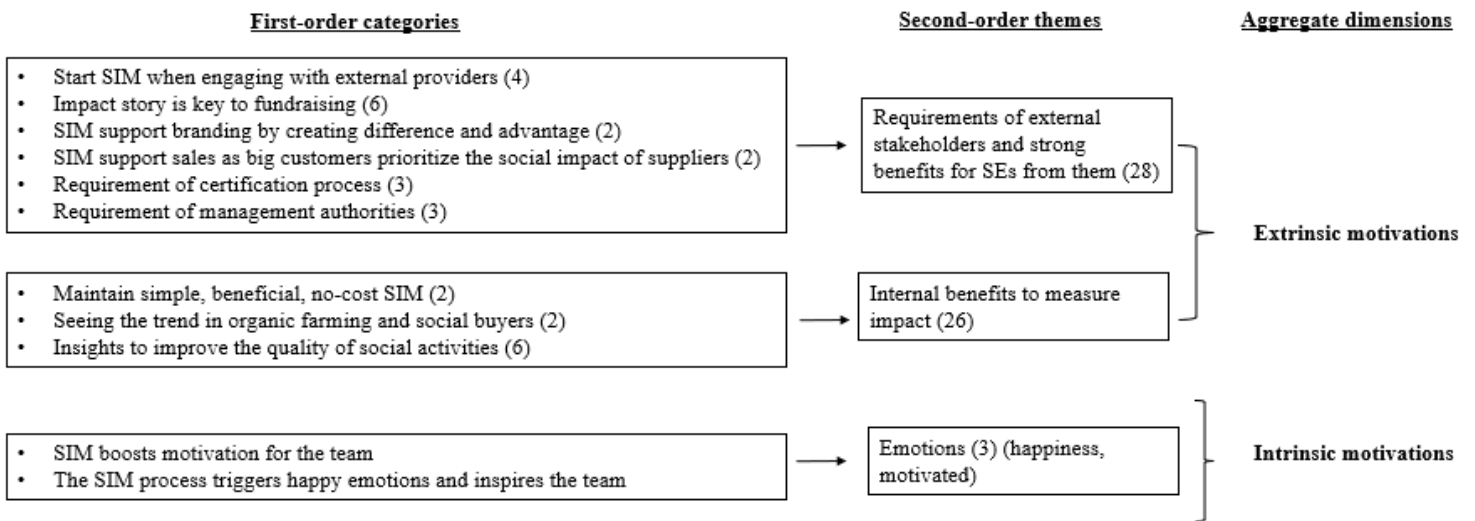 First-order categories
Second-order themes
Aggregate dimensions
• Start SIM when engaging with external providers (4)
• Impact story is key to fundraising (6)
• SIM support branding by creating difference and advantage (2)
• SIM support sales as big customers prioritize the social impact of suppliers (2)
• Requirement of certification process (3)
• Requirement of management authorities (3)
Requirements of external
stakeholders and strong
benefits for SEs from them (28)
Extrinsic motivations
• Maintain simple, beneficial, no-cost SIM (2)
• Seeing the trend in organic farming and social buyers (2)
• Insights to improve the quality of social activities (6)
Internal benefits to measure
impact (26)
• SIM boosts motivation for the team
• The SIM process triggers happy emotions and inspires the team
Emotions (3) (happiness,
motivated)
Intrinsic motivations